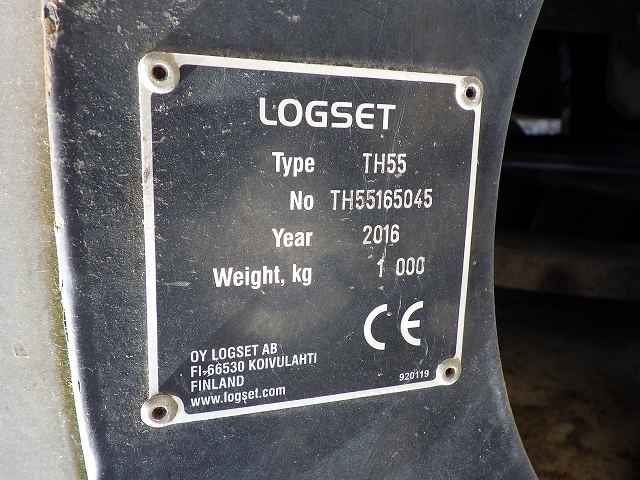 LOGSET
Type TH55
No TH55165045
Year 2016
Weight, kg 1 000
CE
OY LOGSET AB
FI-66530 KOIVULAHTI
FINLAND
www.logset.com
920119